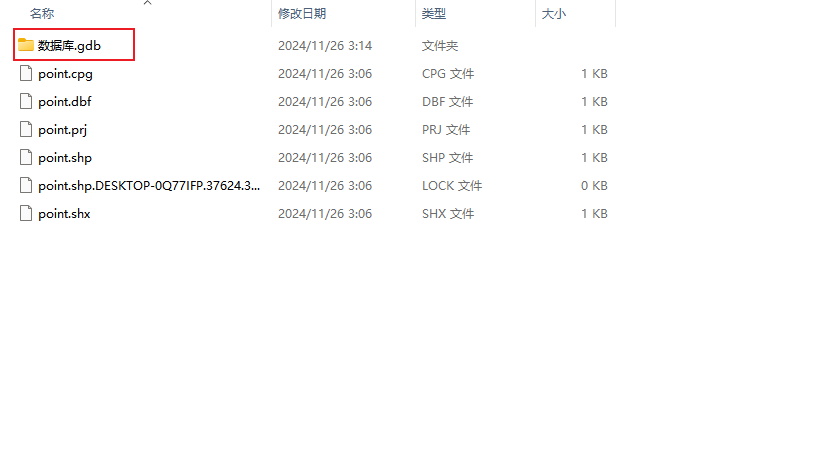 名称 修改日期 类型 大小
数据库.gdb 2024/11/26 3:14 文件夹
point.cpg 2024/11/26 3:06 CPG 文件 1 KB
point.dbf 2024/11/26 3:06 DBF 文件 1 KB
point.prj 2024/11/26 3:06 PRJ 文件 1 KB
point.shp 2024/11/26 3:06 SHP 文件 1 KB
point.shp.DESKTOP-0Q77IFP.37624.3... 2024/11/26 3:06 LOCK 文件 0 KB
point.shx 2024/11/26 3:06 SHX 文件 1 KB